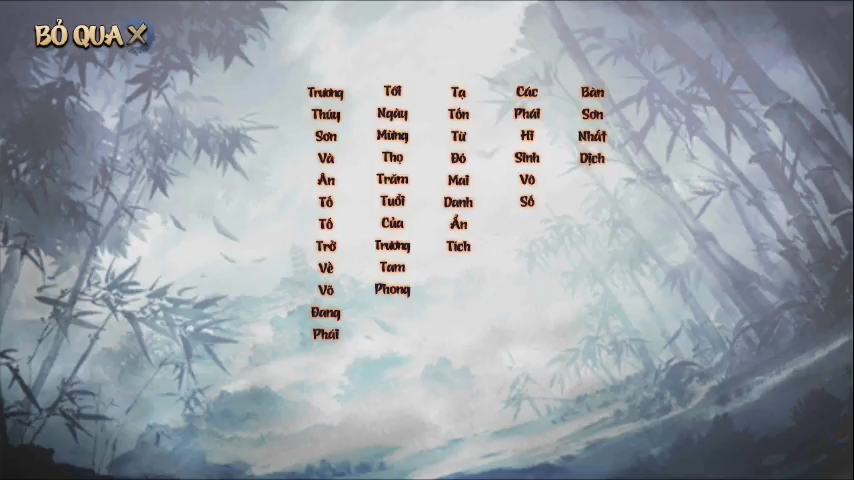 BỎ QUA X
Trương Thúy Sơn Và Ân Tố Tố Trở Về Võ Đang Phái
Tới Ngày Mừng Thọ Trăm Tuổi Của Trương Tam Phong
Tạ Tốn Từ Đó Mai Danh Ẩn Tích
Các Phái Hi Sinh Vô Số
Bàn Sơn Nhất Dịch